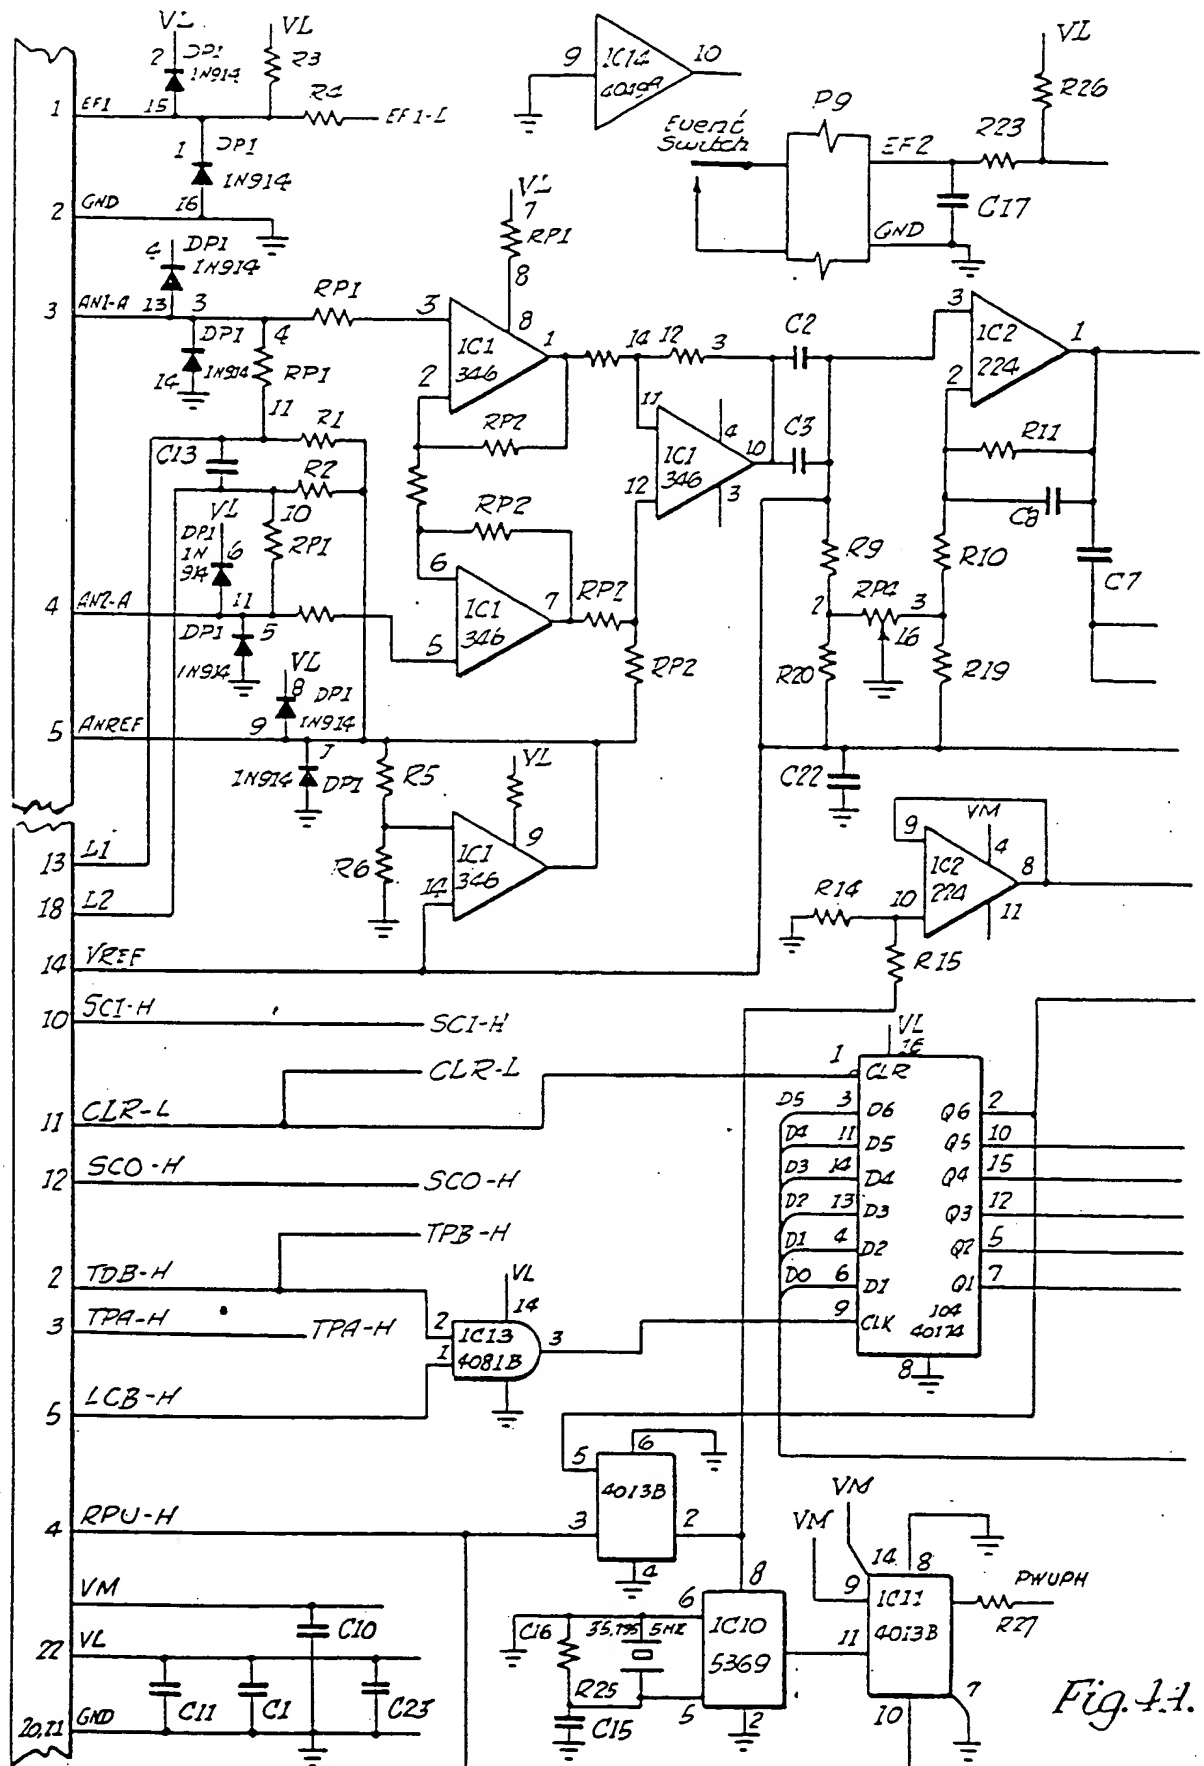 VL
2 DP1
1N914
VL
R3
R4
1 EF1 15
EF1-L
1 DP1
1N914
2 GND 16
9 IC14 10
4049A
Event
Switch
P9
EF2
GND
VL
R26
R23
C17
4 DP1
1N914
3 AN1-A 13 3
RP1
DP1
14 1N914
4
RP1
11
VL
7
RP1
8
3 8
IC1 1
346
2
RP2
14 12 3
11
IC1 10
346
12
4
3
C2
C3
3
IC2 1
224
2
R11
C8
C7
C13
R1
R2
VL
DP1
1N
914
6
10
RP1
4 AN2-A 11
DP1 5
1N914
RP2
6
IC1 7
346
5
RP2
RP2
R9
RP4
2 3
16
R10
R20
R19
VL
8 DP1
1N914
5 ANREF 9
1N914 DP1
R5
R6
VL
9
IC1
346
14
C22
VM
9 4
IC2 8
224
10 11
R14
R15
13 L1
18 L2
14 VREF
10 SCI-H
SCI-H
CLR-L
11 CLR-L
12 SCO-H
SCO-H
TPB-H
2 TDB-H
3 TPA-H
TPA-H
5 LCB-H
VL
14
2 IC13 3
1 4081B
VL
1 CLR
D5 3 D6 Q6 2
D4 11 D5 Q5 10
D3 14 D4 Q4 15
D2 13 D3 Q3 12
D1 4 D2 Q2 5
D0 6 D1 Q1 7
9 CLK
40174
8
4 RPU-H
5 6
4013B
3 2
4
VM
22 VL
GND
C10
C11
C1
C16
R25
C15
8
6 IC10
5369
5 2
VM
VM
14 8
9 IC11
11 4013B
10 7
PWUPH
R27